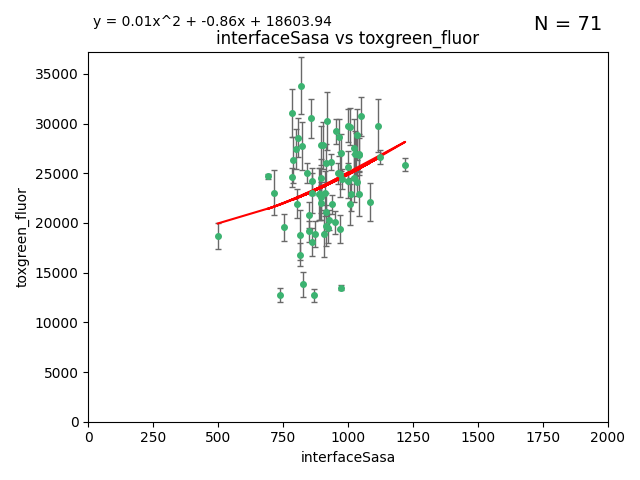 y = 0.01x^2 + -0.86x + 18603.94
N = 71
interfaceSasa vs toxgreen_fluor
toxgreen_fluor
35000
30000
25000
20000
15000
10000
5000
0
0 250 500 750 1000 1250 1500 1750 2000
interfaceSasa